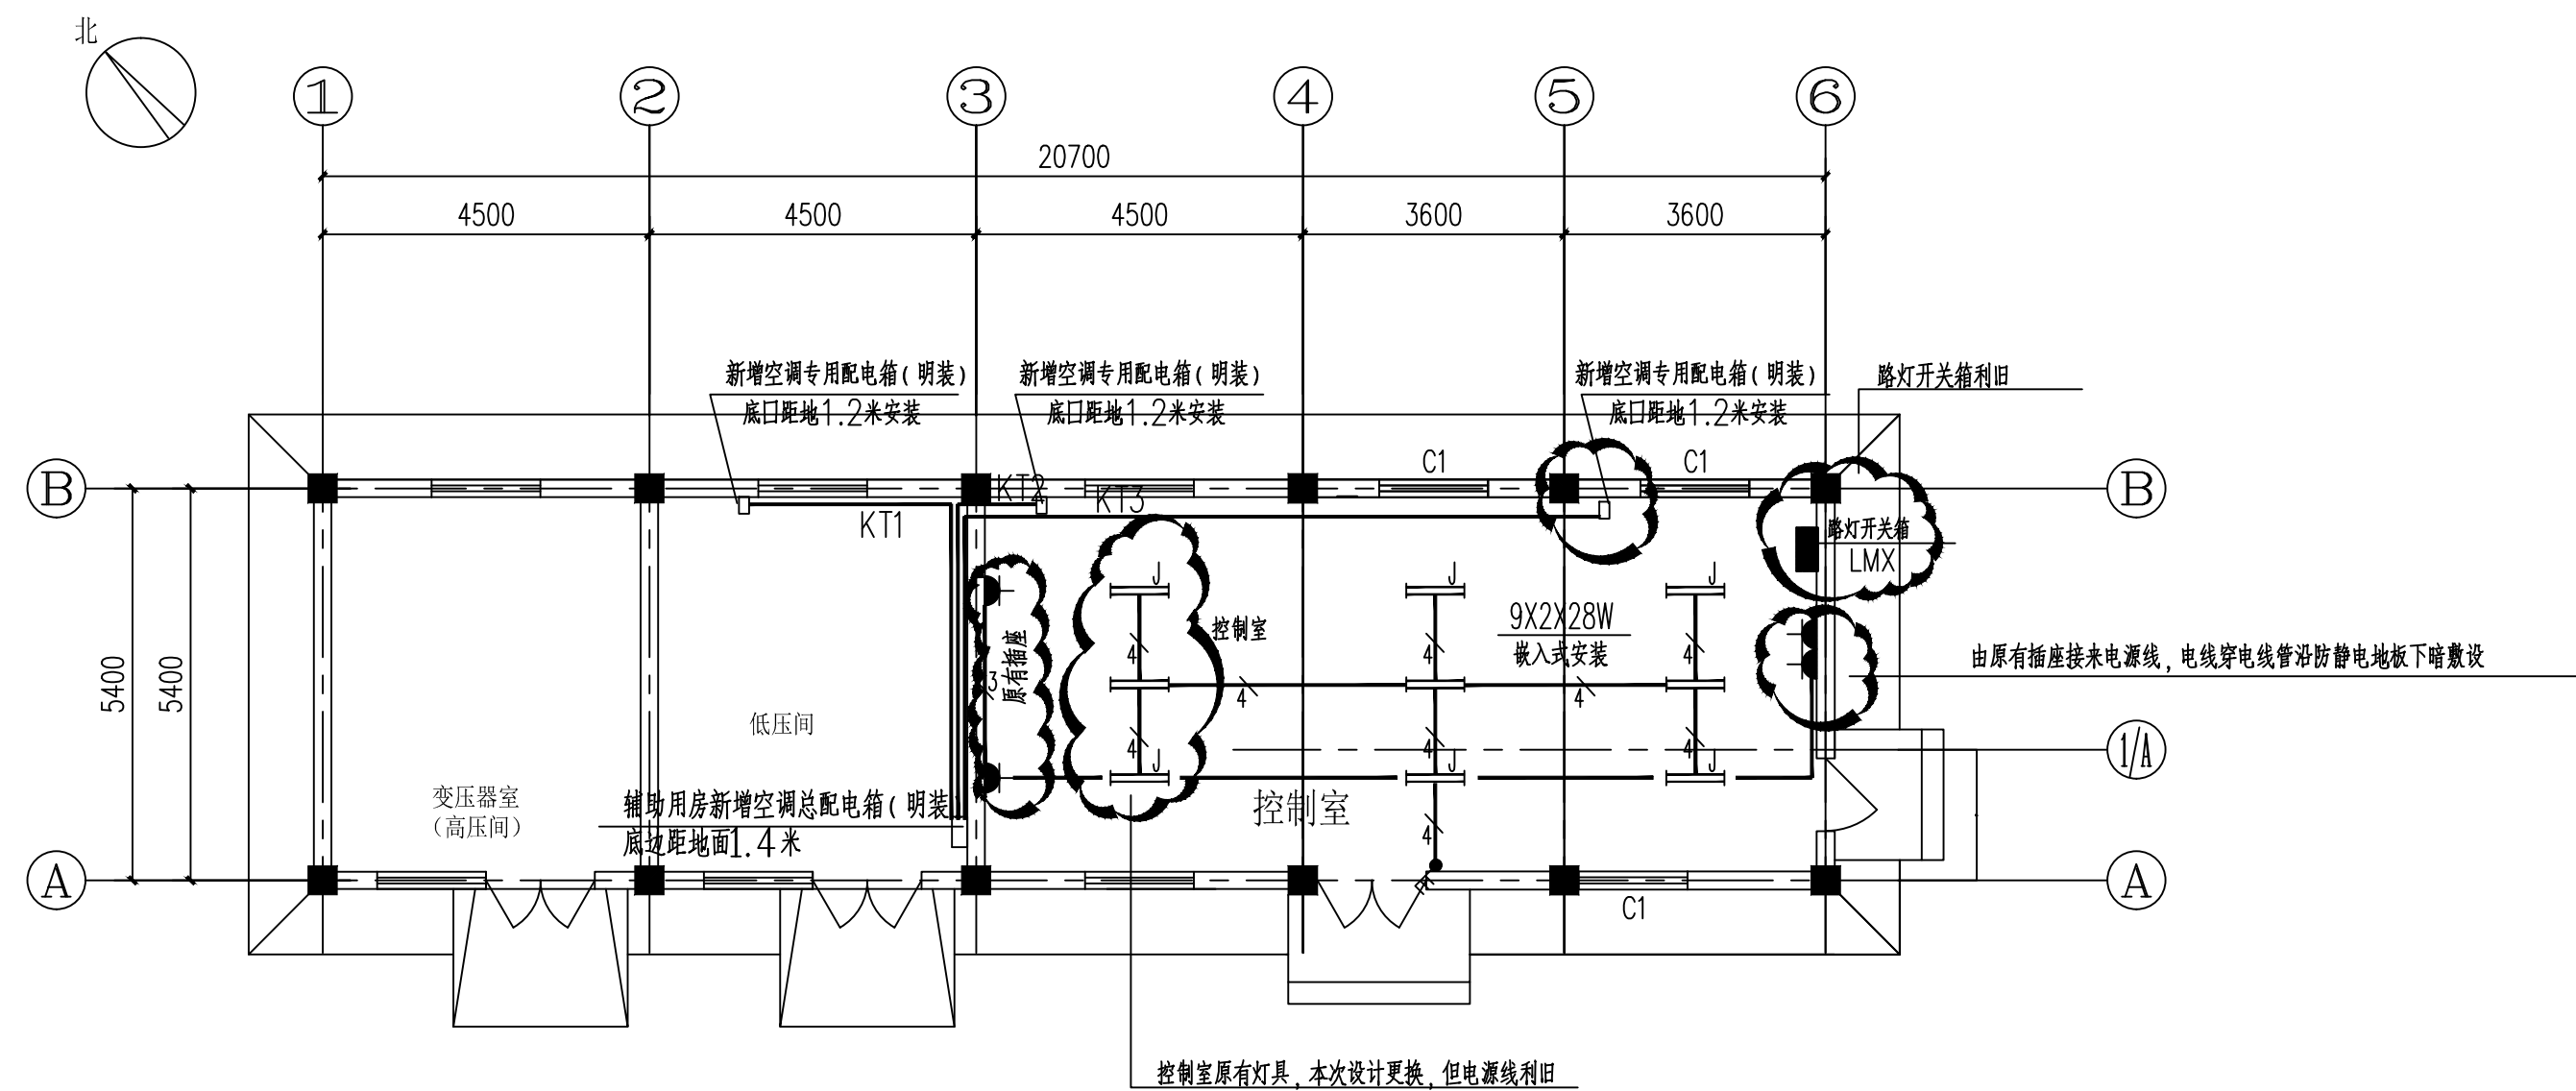 北
1 2 3 4 5 6
20700
4500 4500 4500 3600 3600
新增空调专用配电箱(明装)
底口距地1.2米安装
新增空调专用配电箱(明装)
底口距地1.2米安装
新增空调专用配电箱(明装)
底口距地1.2米安装
路灯开关箱利旧
C1 C1
B B
KT2 KT3
KT1
路灯开关箱
LMX
J J J
9X2X28W
嵌入式安装
控制室
4 4 4
原有插座
3
由原有插座接来电源线,电线穿电线管沿防静电地板下暗敷设
5400 5400
4 4
低压间
4 4 4
J J J
1/A
变压器室
(高压间)
辅助用房新增空调总配电箱(明装)
底边距地面1.4米
控制室
4
A A
C1
控制室原有灯具,本次设计更换,但电源线利旧